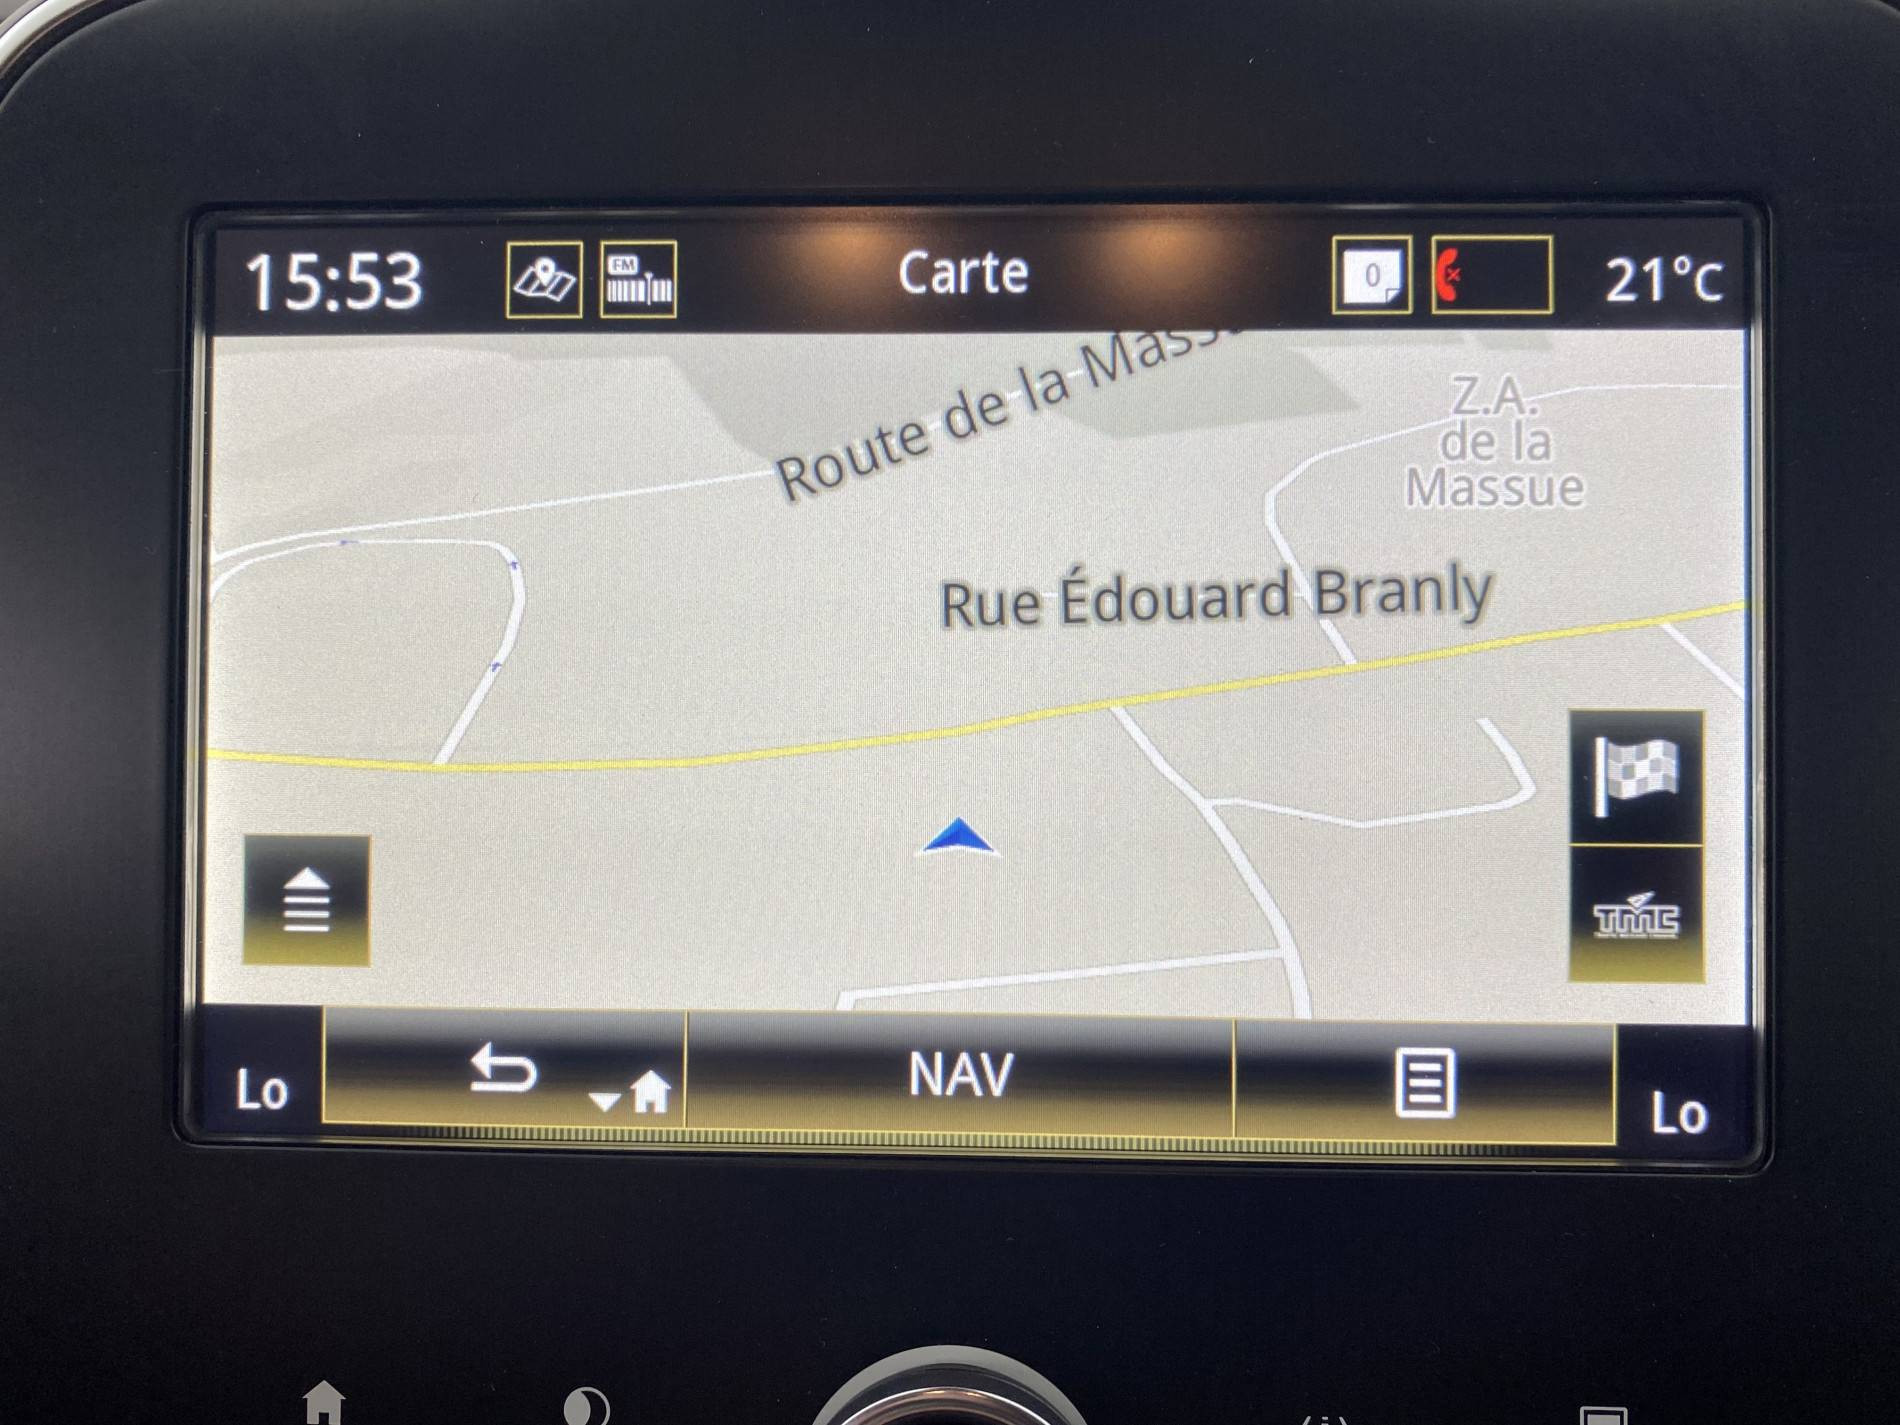 15:53
FM
Carte
0
21°C
Route de la Mass
Z.A.
de la
Massue
Rue Édouard Branly
TMC
Lo
NAV
Lo